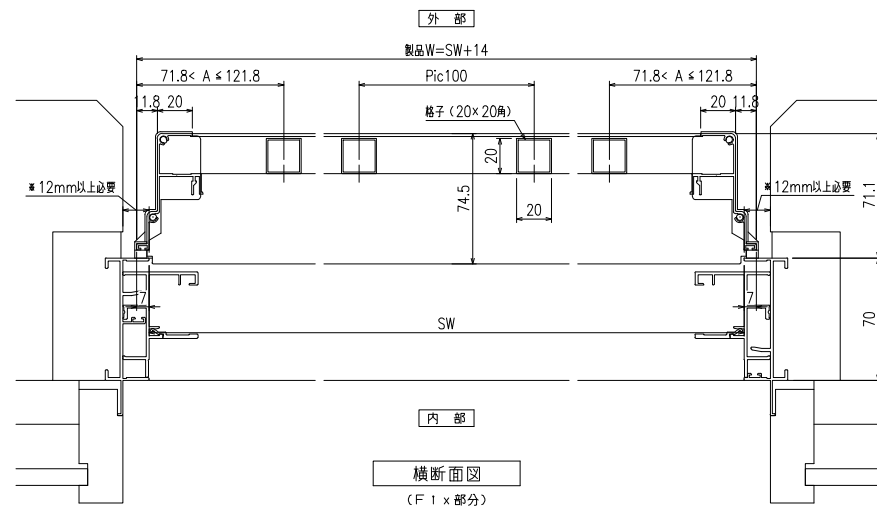 外 部
製品W=SW+14
71.8< A ≦121.8
Pic100
71.8< A ≦121.8
11.8
20
格子（20×20角）
20
11.8
20
※12mm以上必要
※12mm以上必要
74.5
20
71.1
7
7
SW
70
内 部
横断面図
（F1x部分）